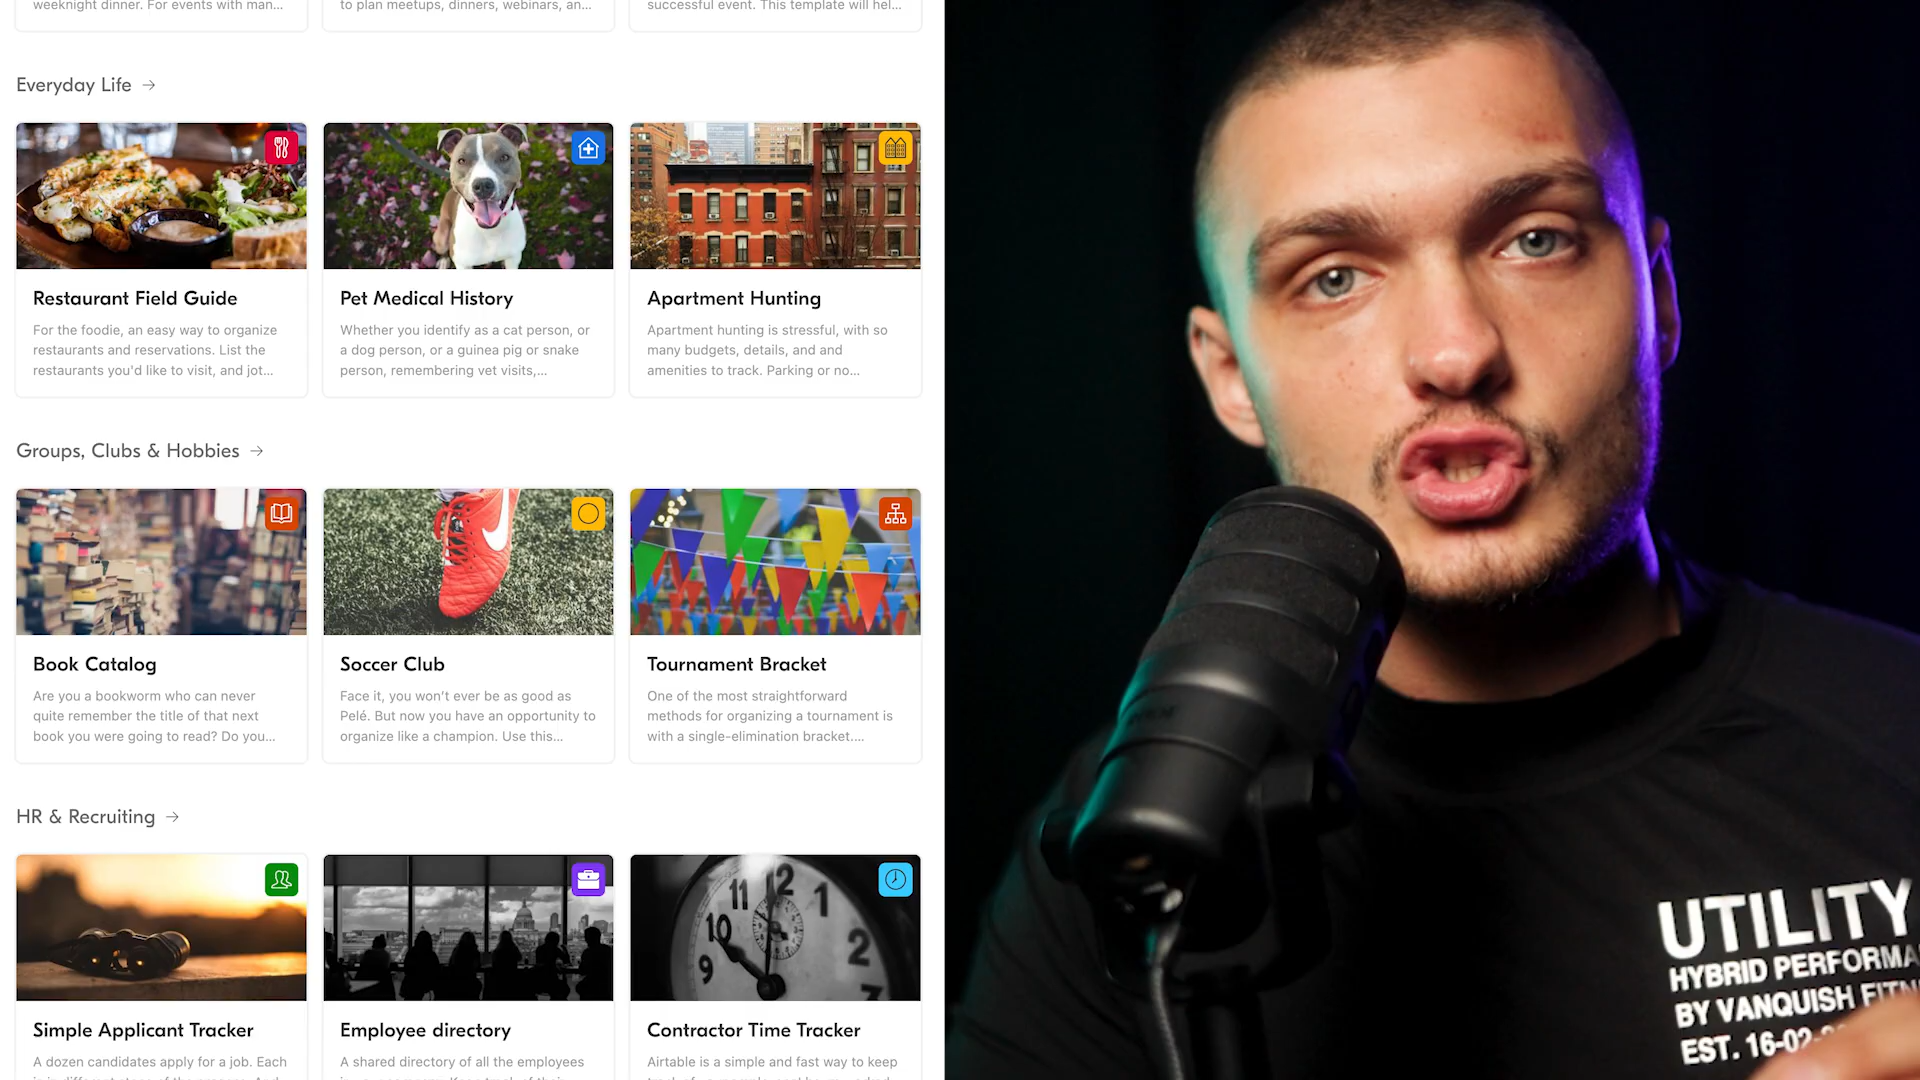 weeknight dinner. For events with man...
to plan meetups, dinners, webinars, an...
successful event. This template will hel...
Everyday Life →
Restaurant Field Guide
For the foodie, an easy way to organize
restaurants and reservations. List the
restaurants you'd like to visit, and jot...
Pet Medical History
Whether you identify as a cat person, or
a dog person, or a guinea pig or snake
person, remembering vet visits,...
Apartment Hunting
Apartment hunting is stressful, with so
many budgets, details, and and
amenities to track. Parking or no...
Groups, Clubs & Hobbies →
Book Catalog
Are you a bookworm who can never
quite remember the title of that next
book you were going to read? Do you...
Soccer Club
Face it, you won't ever be as good as
Pelé. But now you have an opportunity to
organize like a champion. Use this...
Tournament Bracket
One of the most straightforward
methods for organizing a tournament is
with a single-elimination bracket....
HR & Recruiting →
11 12 1
10 2
9 3
Simple Applicant Tracker
A dozen candidates apply for a job. Each
Employee directory
A shared directory of all the employees
Contractor Time Tracker
Airtable is a simple and fast way to keep
UTILITY
HYBRID PERFORMA
BY VANQUISH FITN
EST. 16-02-